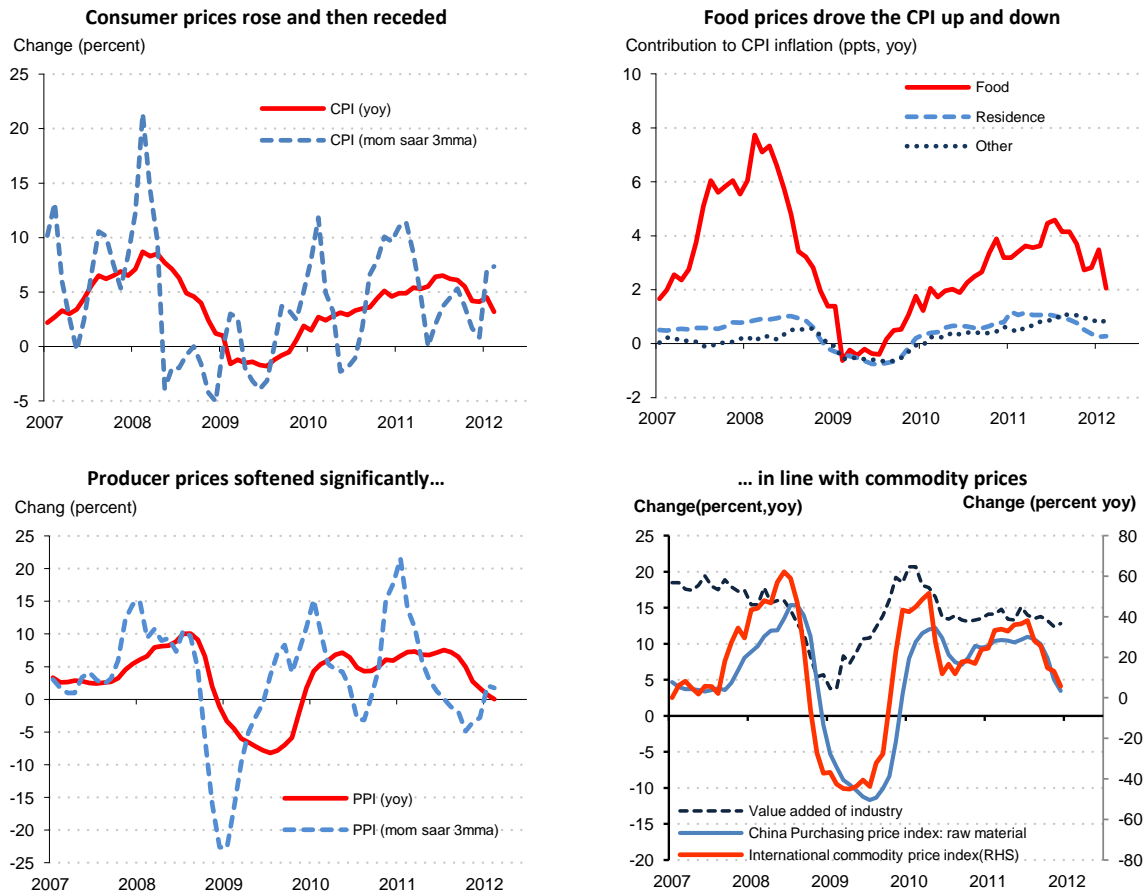 Consumer prices rose and then receded
Change (percent)
25
20
15
10
5
0
-5
CPI (yoy)
CPI (mom saar 3mma)
2007 2008 2009 2010 2011 2012
Food prices drove the CPI up and down
Contribution to CPI inflation (ppts, yoy)
10
8
6
4
2
0
-2
Food
Residence
Other
2007 2008 2009 2010 2011 2012
Producer prices softened significantly…
Chang (percent)
25
20
15
10
5
0
-5
-10
-15
-20
-25
PPI (yoy)
PPI (mom saar 3mma)
2007 2008 2009 2010 2011 2012
… in line with commodity prices
Change(percent,yoy)
Change (percent yoy)
25
20
15
10
5
0
-5
-10
-15
-20
80
60
40
20
0
-20
-40
-60
-80
Value added of industry
China Purchasing price index: raw material
International commodity price index(RHS)
2007 2008 2009 2010 2011 2012